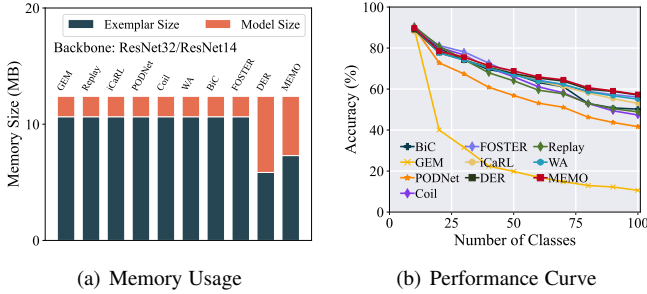 Exemplar Size
Model Size
Backbone: ResNet32/ResNet14
GEM
Replay
iCaRL
PODNet
Coil
WA
BiC
FOSTER
DER
MEMO
Memory Size (MB)
20
10
0
(a) Memory Usage
Accuracy (%)
100
80
60
40
20
0
BiC
GEM
PODNet
Coil
FOSTER
iCaRL
DER
Replay
WA
MEMO
0
25
50
75
100
Number of Classes
(b) Performance Curve